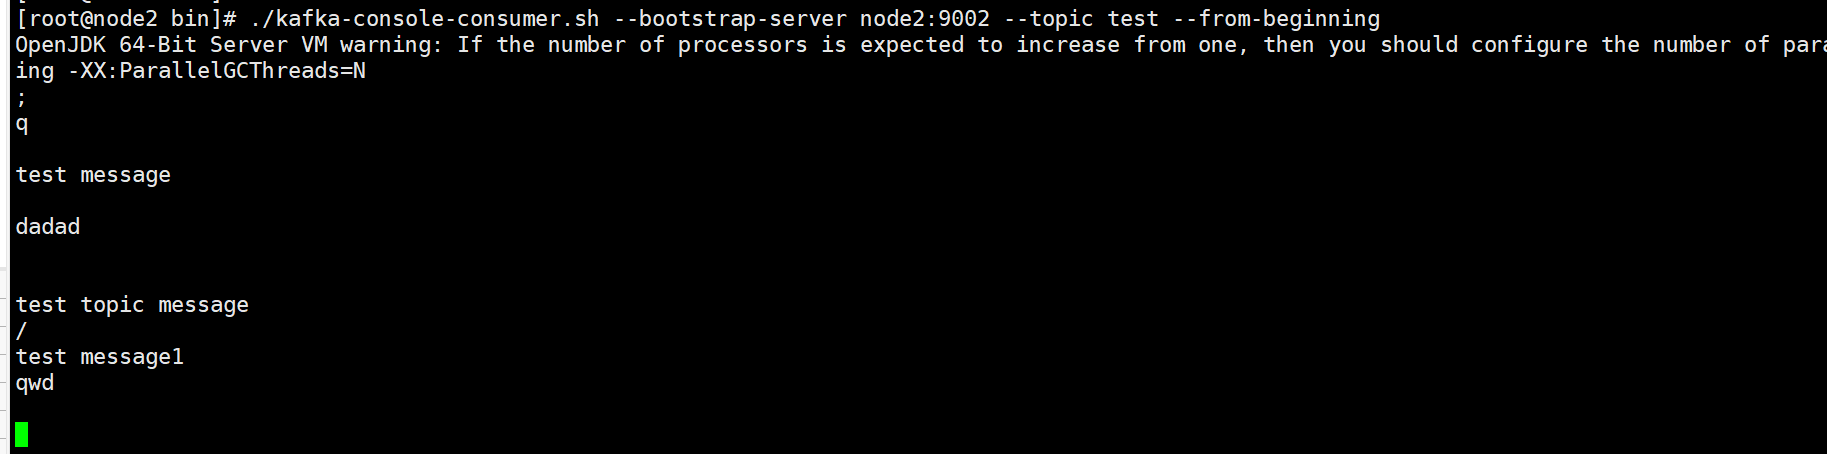 [root@node2 bin]# ./kafka-console-consumer.sh --bootstrap-server node2:9002 --topic test --from-beginning
OpenJDK 64-Bit Server VM warning: If the number of processors is expected to increase from one, then you should configure the number of para
ing -XX:ParallelGCThreads=N
;
q
test message
dadad
test topic message
/
test message1
qwd